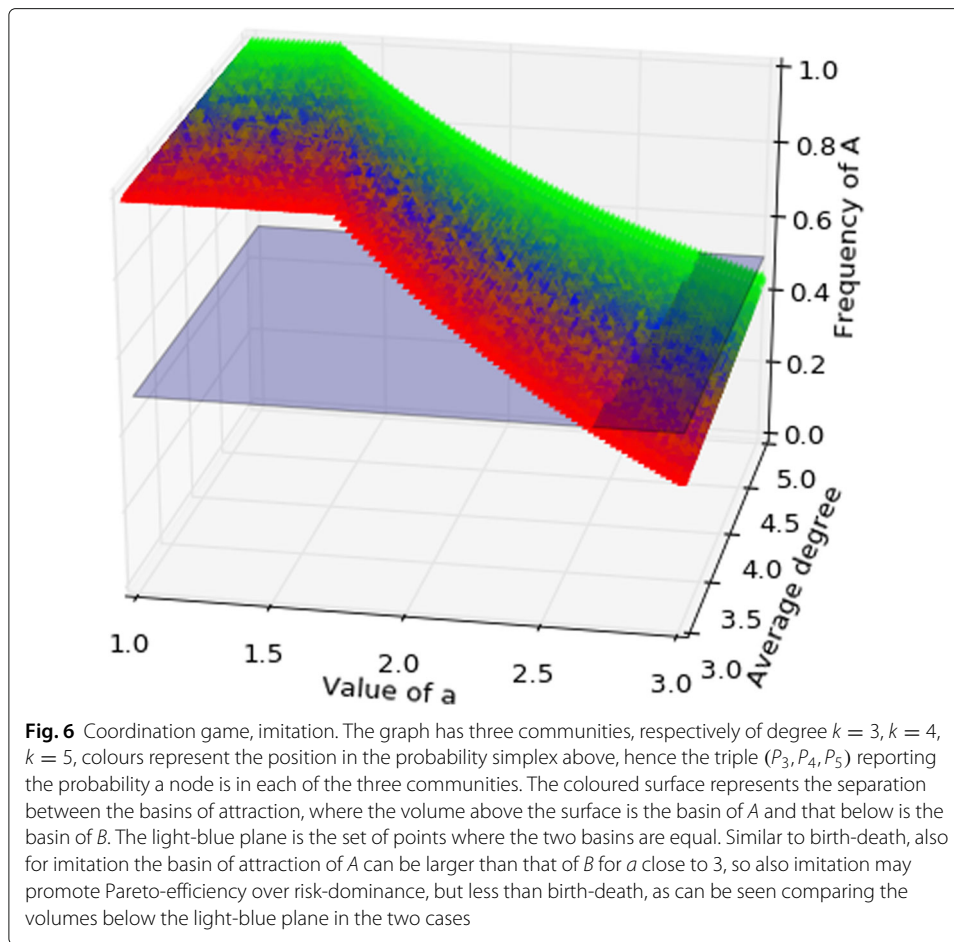 1.0
0.8
0.6
0.4
0.2
0.0
Frequency of A
5.0
4.5
4.0
3.5
3.0
Average degree
1.0
1.5
2.0
2.5
3.0
Value of a
Fig. 6 Coordination game, imitation. The graph has three communities, respectively of degree k = 3, k = 4,
k = 5, colours represent the position in the probability simplex above, hence the triple (P₃, P₄, P₅) reporting
the probability a node is in each of the three communities. The coloured surface represents the separation
between the basins of attraction, where the volume above the surface is the basin of A and that below is the
basin of B. The light-blue plane is the set of points where the two basins are equal. Similar to birth-death, also
for imitation the basin of attraction of A can be larger than that of B for a close to 3, so also imitation may
promote Pareto-efficiency over risk-dominance, but less than birth-death, as can be seen comparing the
volumes below the light-blue plane in the two cases